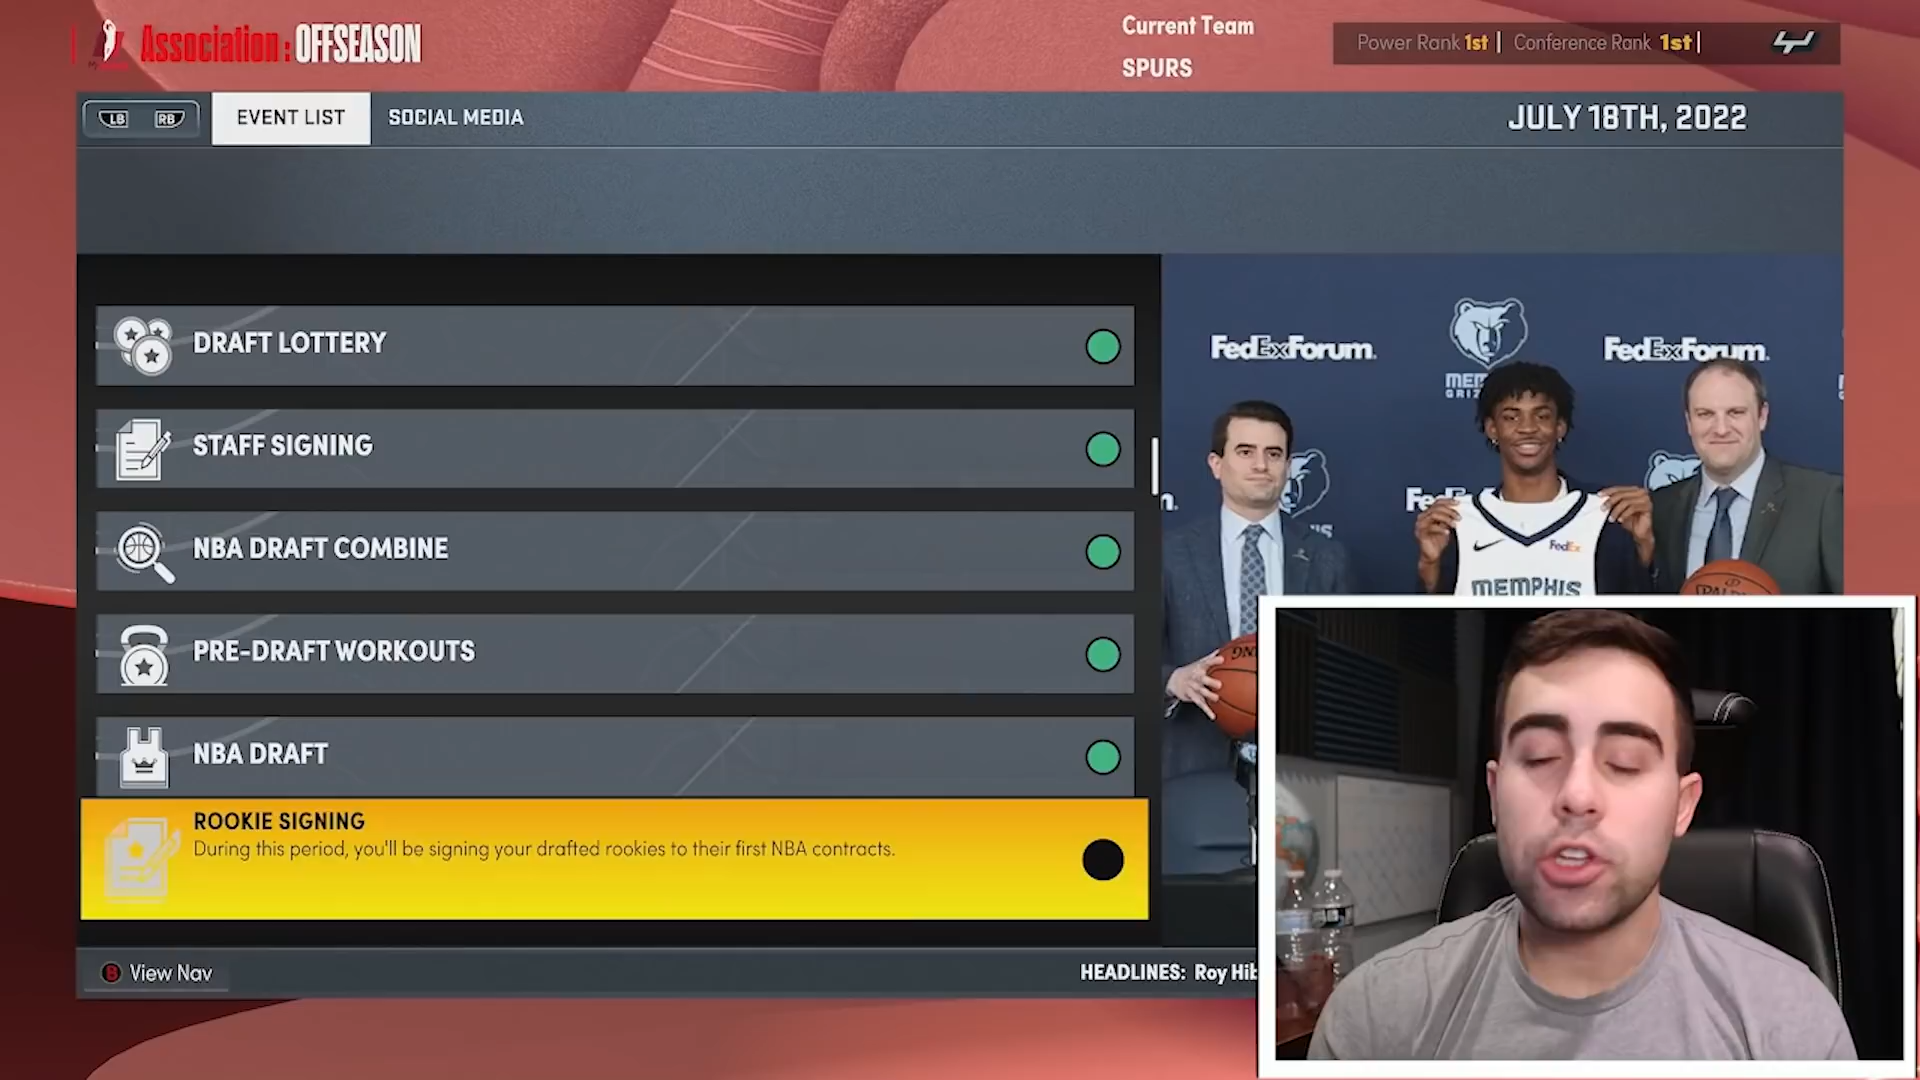 Association: OFFSEASON
Current Team
SPURS
Power Rank 1st | Conference Rank 1st |
LB RB EVENT LIST SOCIAL MEDIA
JULY 18TH, 2022
DRAFT LOTTERY
STAFF SIGNING
NBA DRAFT COMBINE
PRE-DRAFT WORKOUTS
NBA DRAFT
ROOKIE SIGNING
During this period, you'll be signing your drafted rookies to their first NBA contracts.
FedExForum.
FedExForum.
FedEx
MEMPHIS
B View Nav
HEADLINES: Roy Hib